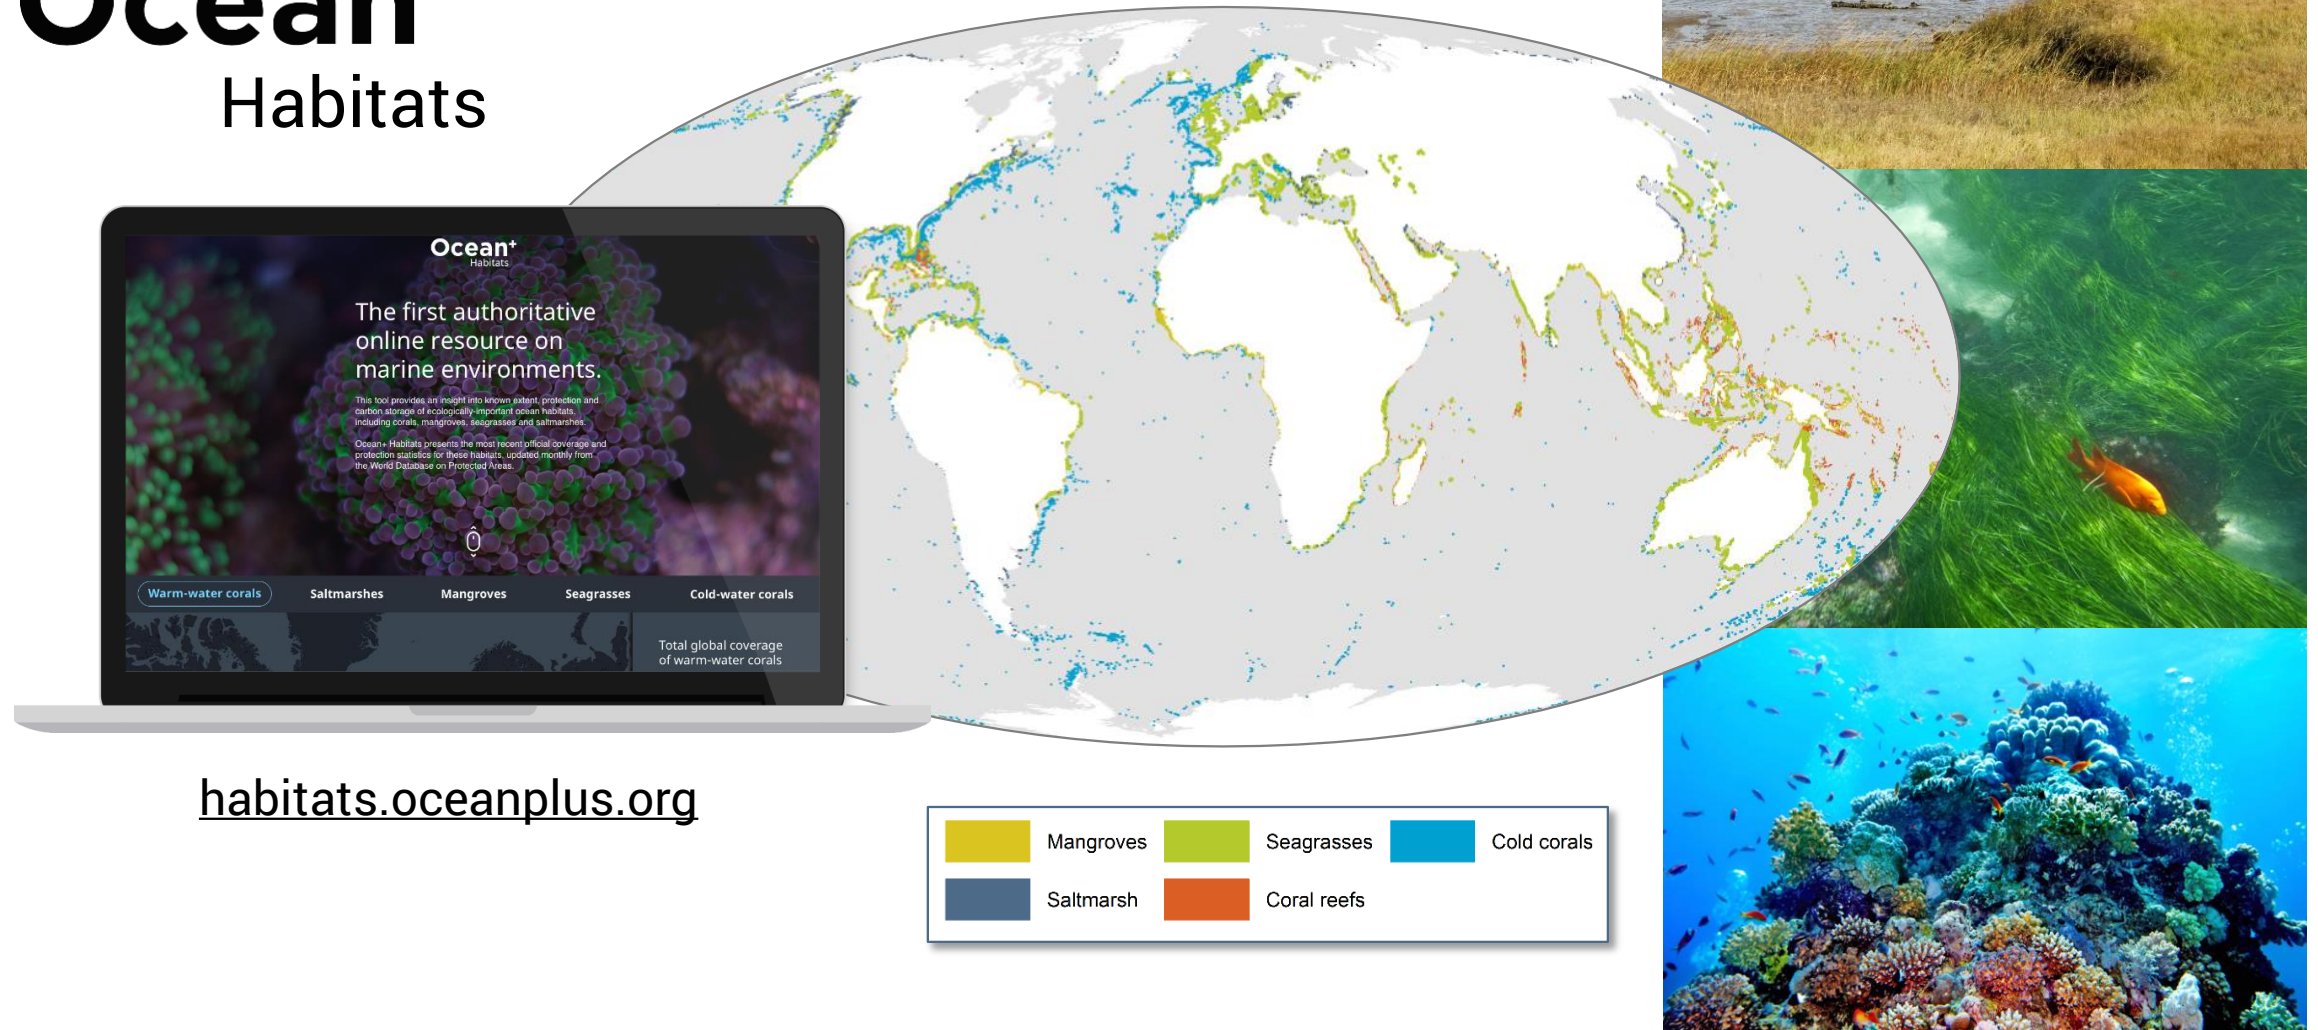 Ocean
Habitats
Ocean+
Habitats
The first authoritative
online resource on
marine environments.
This tool provides an insight into known extent, protection and
carbon storage of ecologically-important ocean habitats,
including corals, mangroves, seagrasses and saltmarshes.
Ocean+ Habitats presents the most recent official coverage and
protection statistics for these habitats, updated monthly from
the World Database on Protected Areas.
Warm-water corals Saltmarshes Mangroves Seagrasses Cold-water corals
Total global coverage
of warm-water corals
habitats.oceanplus.org
Mangroves Seagrasses Cold corals
Saltmarsh Coral reefs